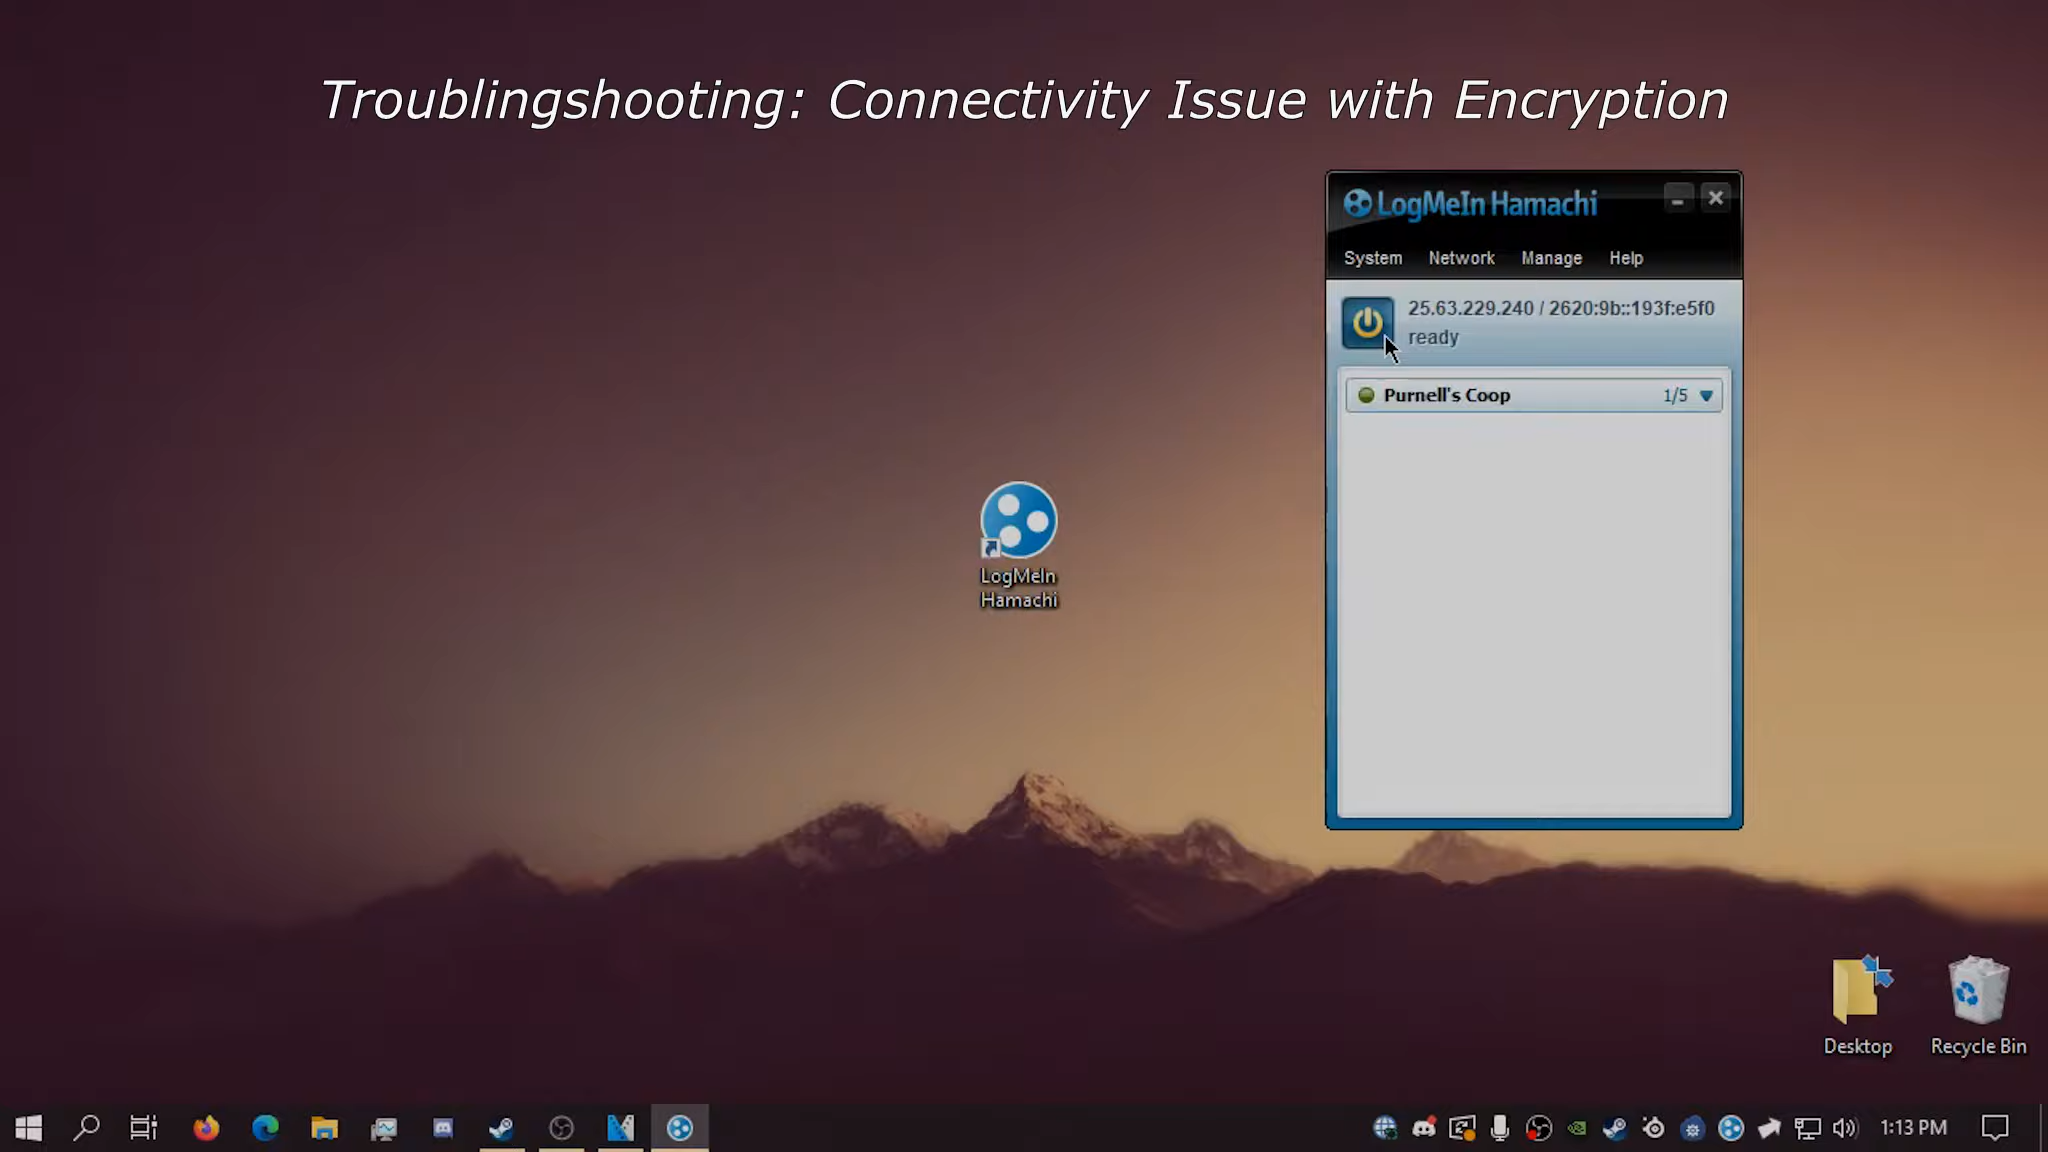 Troublingshooting: Connectivity Issue with Encryption
LogMeIn Hamachi
System Network Manage Help
25.63.229.240 / 2620:9b::193f:e5f0
ready
Purnell's Coop 1/5
LogMeIn
Hamachi
Desktop
Recycle Bin
1:13 PM